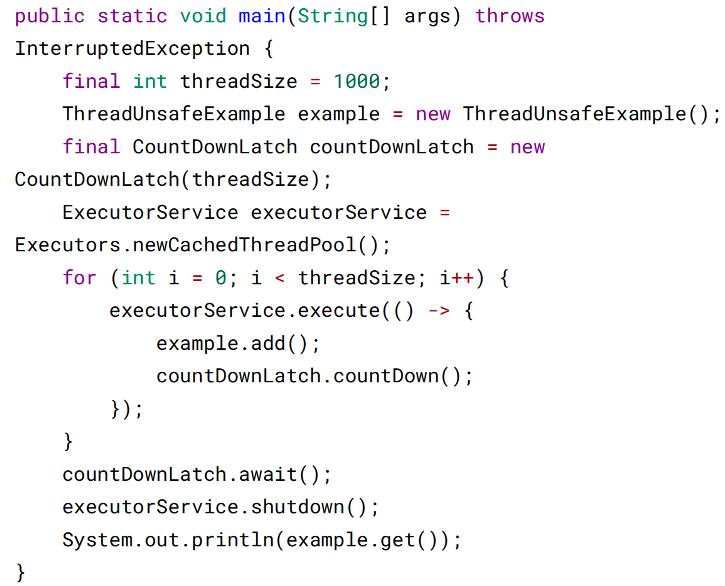 public static void main(String[] args) throws
InterruptedException {
    final int threadSize = 1000;
    ThreadUnsafeExample example = new ThreadUnsafeExample();
    final CountDownLatch countDownLatch = new
CountDownLatch(threadSize);
    ExecutorService executorService =
Executors.newCachedThreadPool();
    for (int i = 0; i < threadSize; i++) {
        executorService.execute(() -> {
            example.add();
            countDownLatch.countDown();
        });
    }
    countDownLatch.await();
    executorService.shutdown();
    System.out.println(example.get());
}